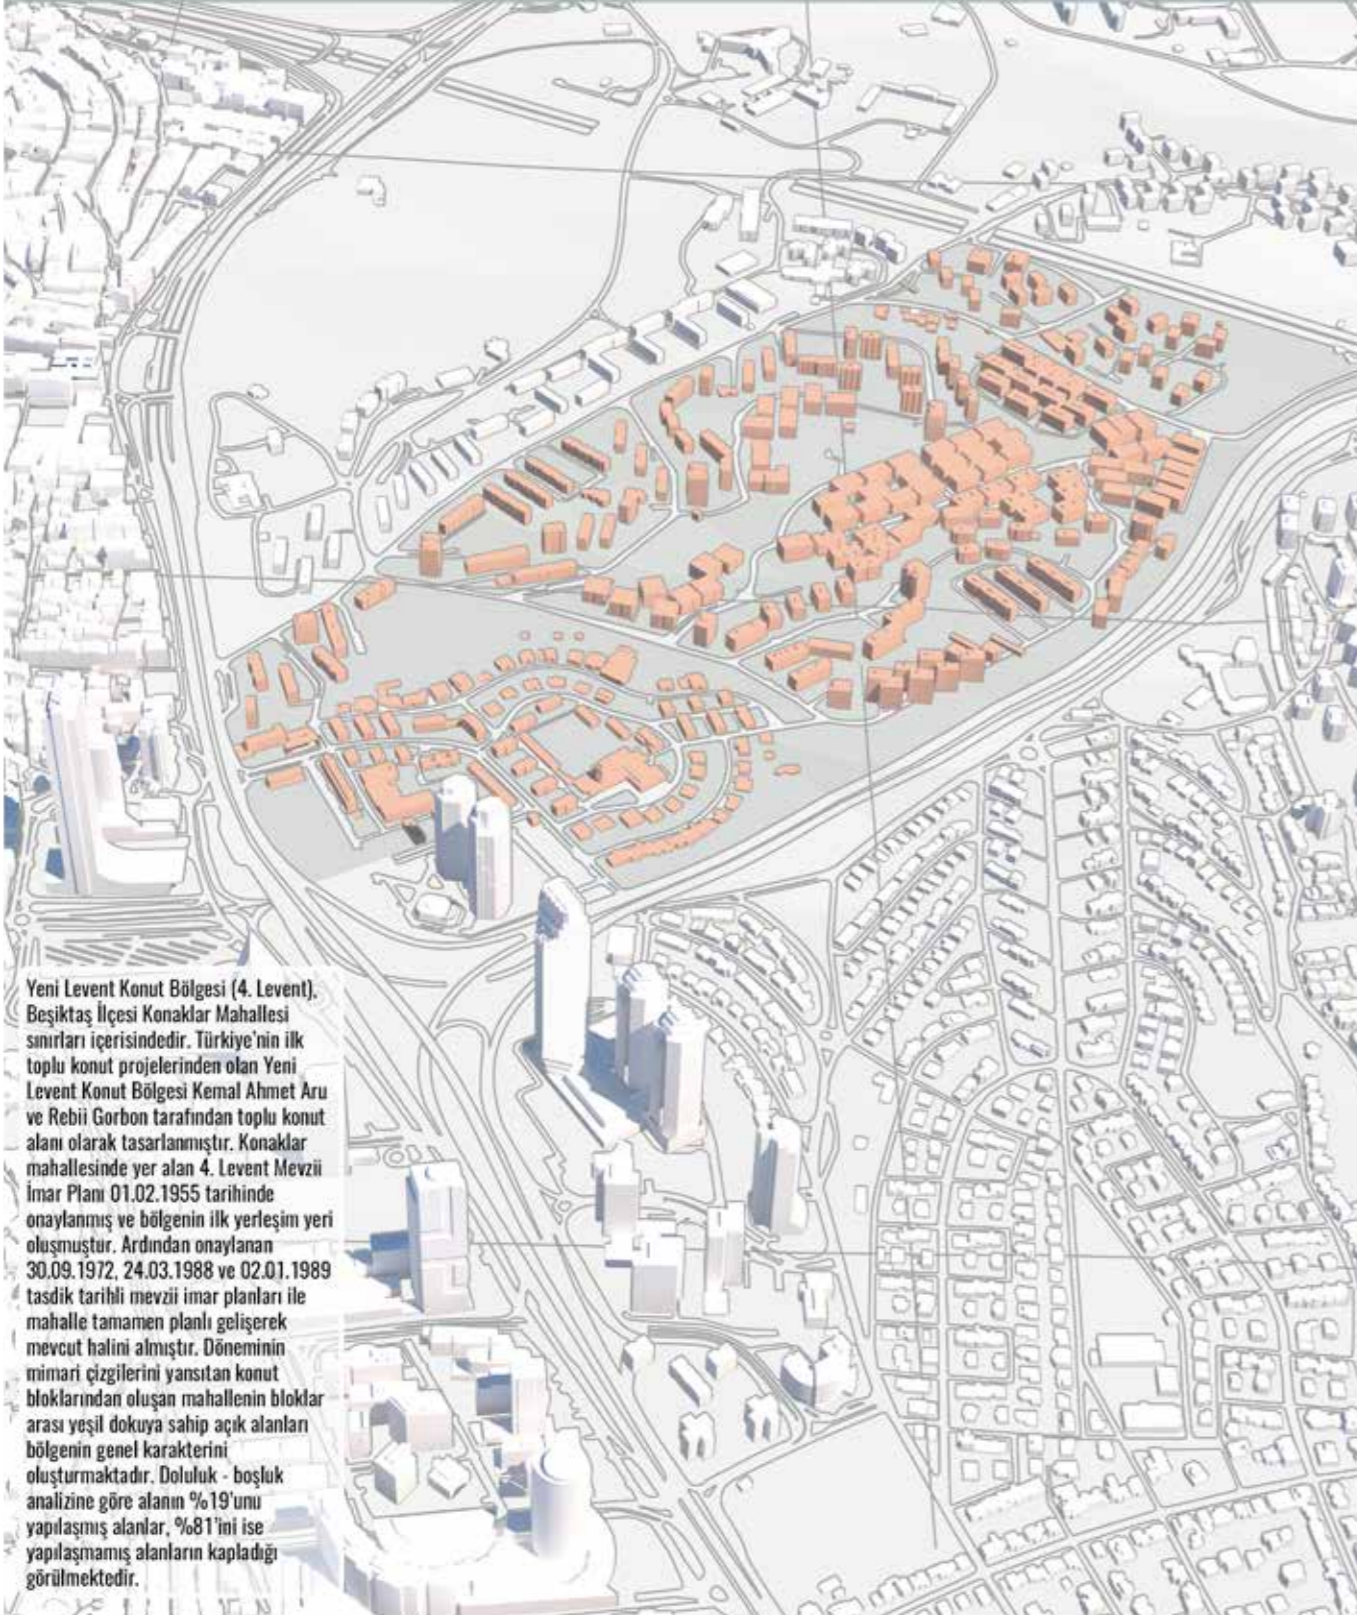 Yeni Levent Konut Bölgesi (4. Levent),
Beşiktaş İlçesi Konaklar Mahallesi
sınırları içerisindedir. Türkiye'nin ilk
toplu konut projelerinden olan Yeni
Levent Konut Bölgesi Kemal Ahmet Aru
ve Rebii Gorbon tarafından toplu konut
alanı olarak tasarlanmıştır. Konaklar
mahallesinde yer alan 4. Levent Mevzii
İmar Planı 01.02.1955 tarihinde
onaylanmış ve bölgenin ilk yerleşim yeri
oluşmuştur. Ardından onaylanan
30.09.1972, 24.03.1988 ve 02.01.1989
tasdik tarihli mevzii imar planları ile
mahalle tamamen planlı gelişerek
mevcut halini almıştır. Döneminin
mimari çizgilerini yansıtan konut
bloklarından oluşan mahallenin bloklar
arası yeşil dokuya sahip açık alanları
bölgenin genel karakterini
oluşturmaktadır. Doluluk - boşluk
analizine göre alanın %19'unu
yapılaşmış alanlar, %81'ini ise
yapılaşmamış alanların kapladığı
görülmektedir.